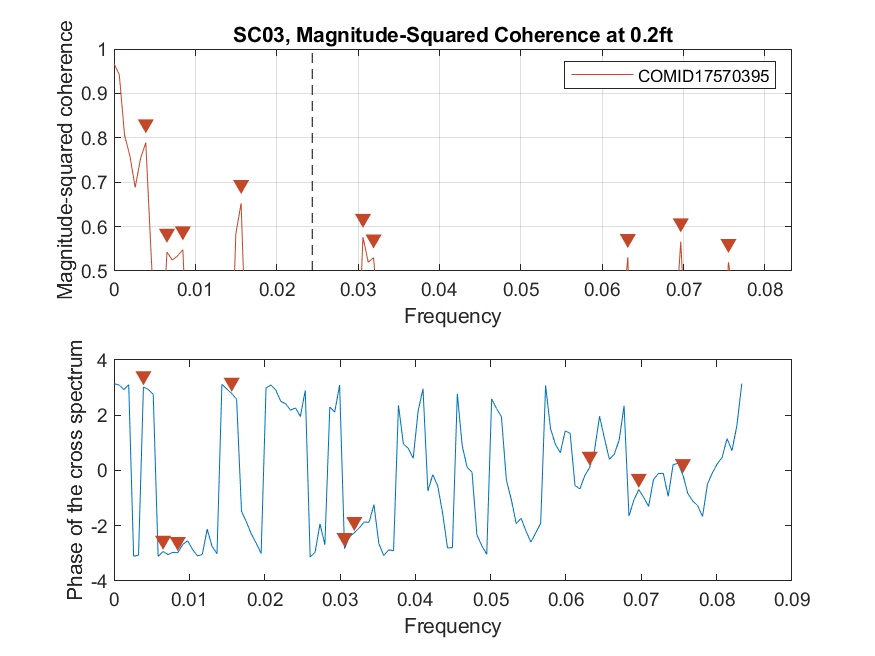 SC03, Magnitude-Squared Coherence at 0.2ft
Magnitude-squared coherence
1
0.9
0.8
0.7
0.6
0.5
COMID17570395
0 0.01 0.02 0.03 0.04 0.05 0.06 0.07 0.08
Frequency
Phase of the cross spectrum
4
2
0
-2
-4
0 0.01 0.02 0.03 0.04 0.05 0.06 0.07 0.08 0.09
Frequency